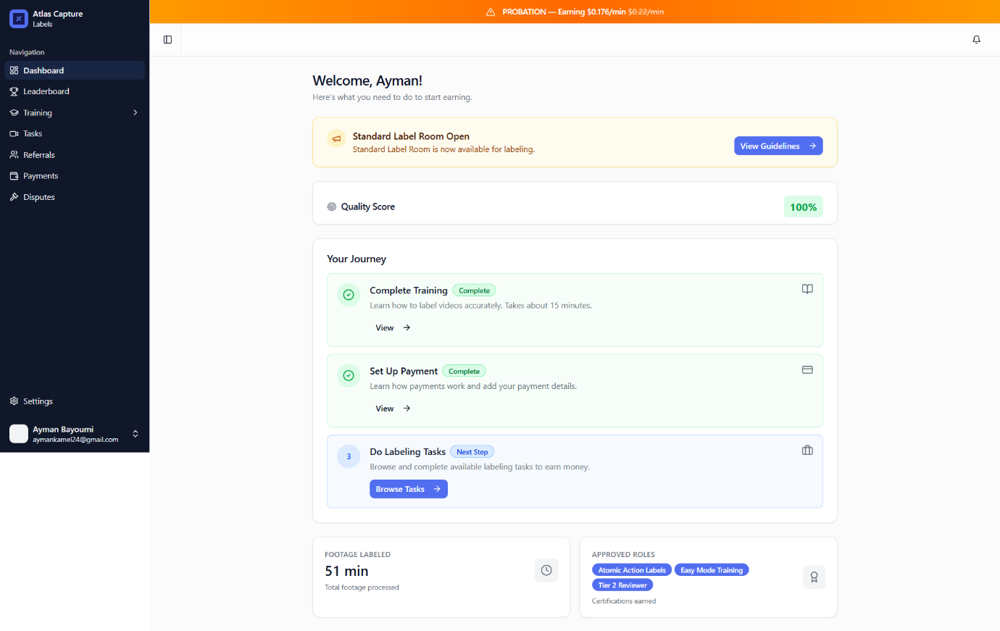 Atlas Capture
Labels
Navigation
Dashboard
Leaderboard
Training
Tasks
Referrals
Payments
Disputes
Settings
Ayman Bayoumi
aymankamel24@gmail.com
PROBATION — Earning $0.176/min $0.22/min
Welcome, Ayman!
Here's what you need to do to start earning.
Standard Label Room Open
Standard Label Room is now available for labeling.
View Guidelines
Quality Score
100%
Your Journey
Complete Training Complete
Learn how to label videos accurately. Takes about 15 minutes.
View
Set Up Payment Complete
Learn how payments work and add your payment details.
View
3
Do Labeling Tasks Next Step
Browse and complete available labeling tasks to earn money.
Browse Tasks
FOOTAGE LABELED
51 min
Total footage processed
APPROVED ROLES
Atomic Action Labels Easy Mode Training
Tier 2 Reviewer
Certifications earned